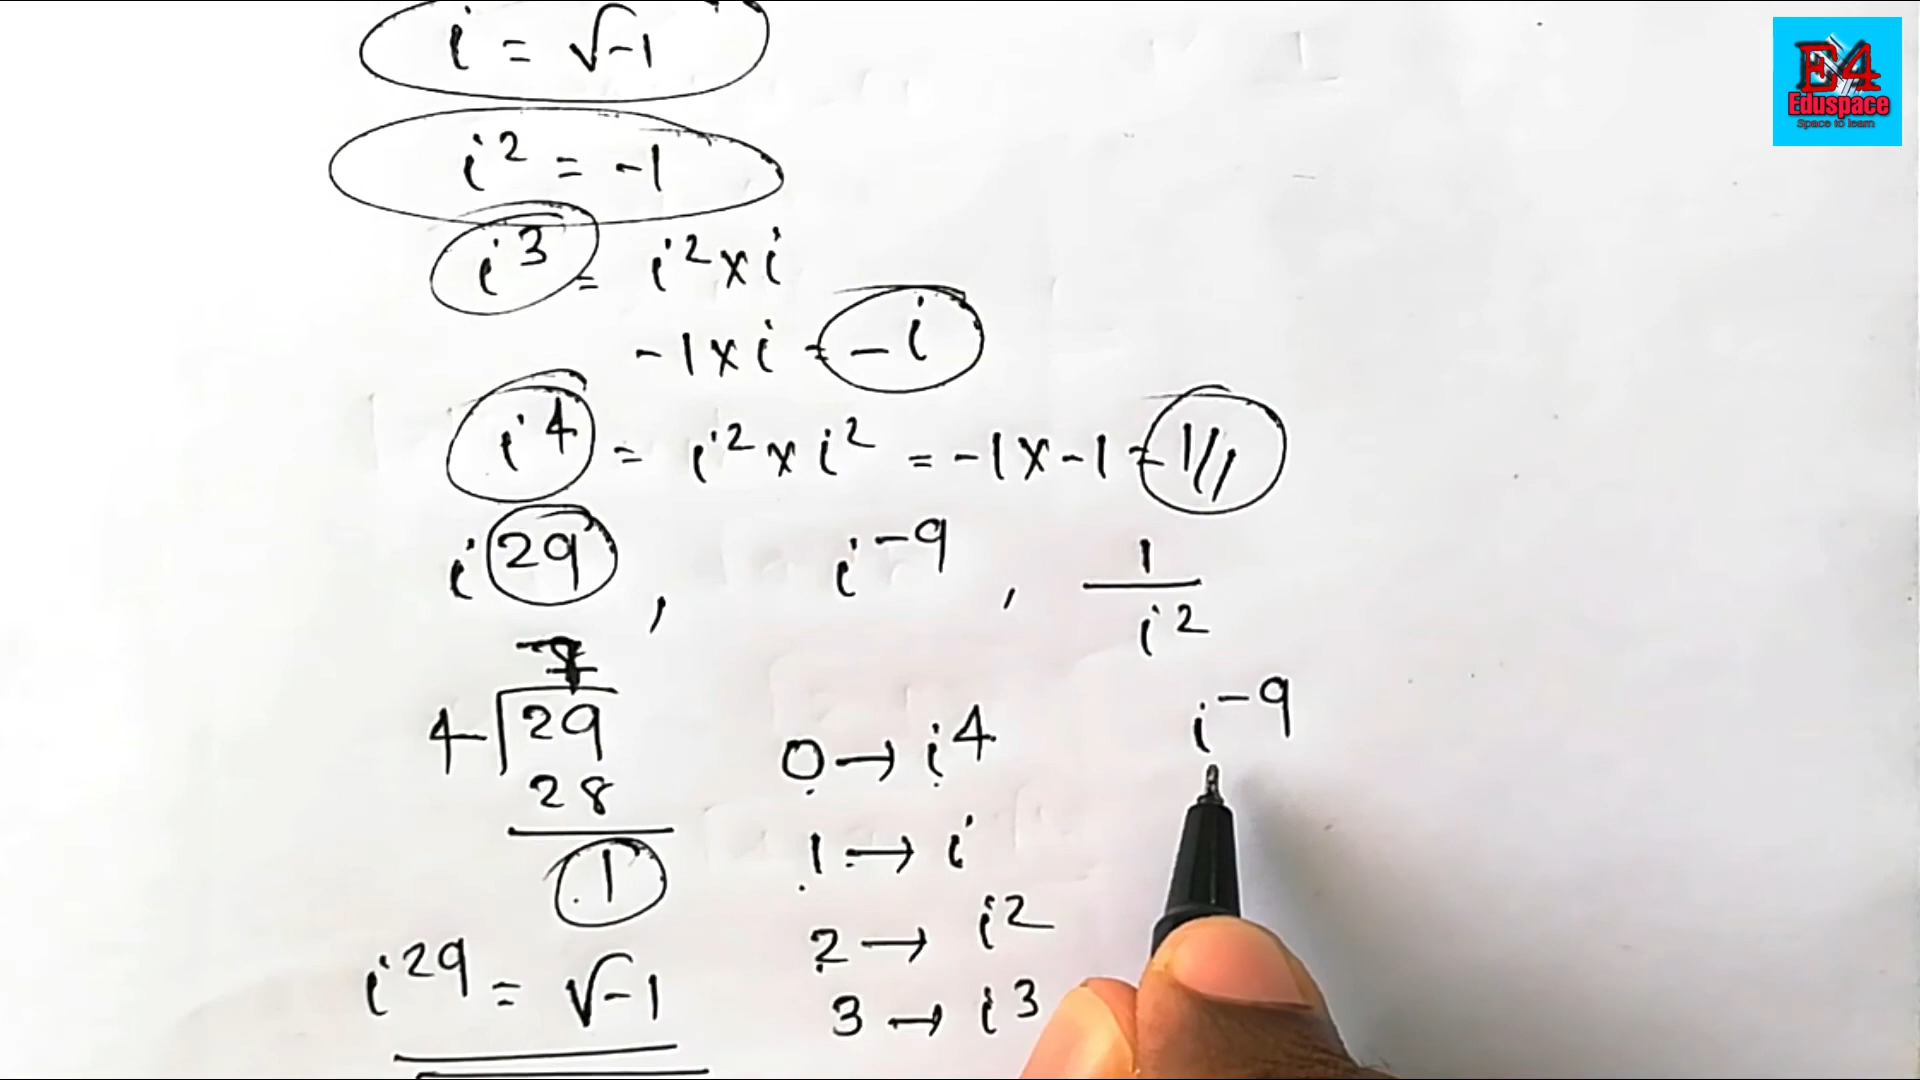 i = √-1
i² = -1
i³ = i² × i
-1 × i = -i
i⁴ = i² × i² = -1 × -1 = 1//
i²⁹ , i⁻⁹ , 1/i²
7
4 29
28
1
i²⁹ = √-1
0 → i⁴
1 → i
2 → i²
3 → i³
i⁻⁹
E4
Eduspace
Space to learn